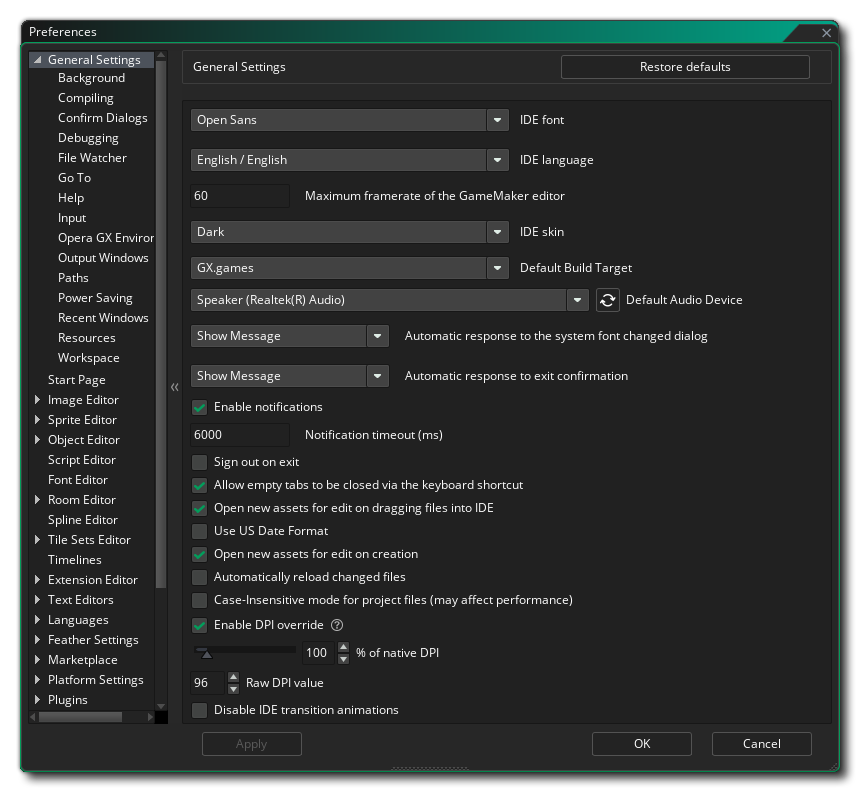 Preferences
General Settings
Background
Compiling
Confirm Dialogs
Debugging
File Watcher
Go To
Help
Input
Opera GX Environ
Output Windows
Paths
Power Saving
Recent Windows
Resources
Workspace
Start Page
Image Editor
Sprite Editor
Object Editor
Script Editor
Font Editor
Room Editor
Spline Editor
Tile Sets Editor
Timelines
Extension Editor
Text Editors
Languages
Feather Settings
Marketplace
Platform Settings
Plugins
General Settings Restore defaults
Open Sans IDE font
English / English IDE language
60 Maximum framerate of the GameMaker editor
Dark IDE skin
GX.games Default Build Target
Speaker (Realtek(R) Audio) Default Audio Device
Show Message Automatic response to the system font changed dialog
Show Message Automatic response to exit confirmation
Enable notifications
6000 Notification timeout (ms)
Sign out on exit
Allow empty tabs to be closed via the keyboard shortcut
Open new assets for edit on dragging files into IDE
Use US Date Format
Open new assets for edit on creation
Automatically reload changed files
Case-Insensitive mode for project files (may affect performance)
Enable DPI override ?
100 % of native DPI
96 Raw DPI value
Disable IDE transition animations
Apply OK Cancel